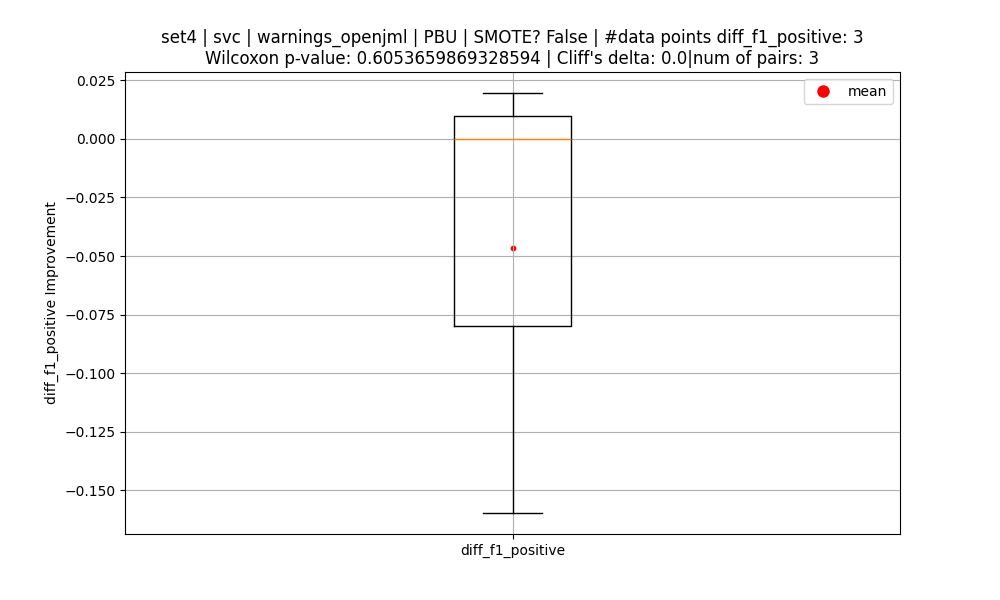 set4 | svc | warnings_openjml | PBU | SMOTE? False | #data points diff_f1_positive: 3
Wilcoxon p-value: 0.6053659869328594 | Cliff's delta: 0.0|num of pairs: 3
mean
0.025
0.000
−0.025
−0.050
−0.075
−0.100
−0.125
−0.150
diff_f1_positive Improvement
diff_f1_positive